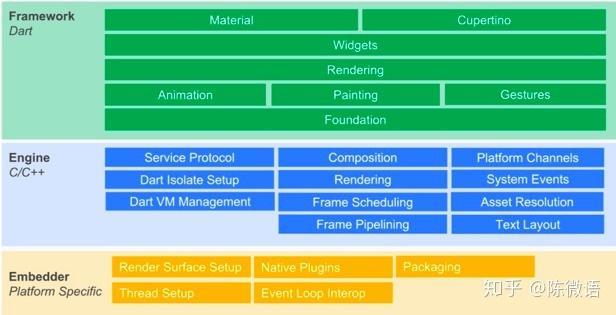 Framework
Dart
Material Cupertino
Widgets
Rendering
Animation Painting Gestures
Foundation
Engine
C/C++
Service Protocol Composition Platform Channels
Dart Isolate Setup Rendering System Events
Dart VM Management Frame Scheduling Asset Resolution
Frame Pipelining Text Layout
Embedder
Platform Specific
Render Surface Setup Native Plugins Packaging
Thread Setup Event Loop Interop
知乎 @陈微语